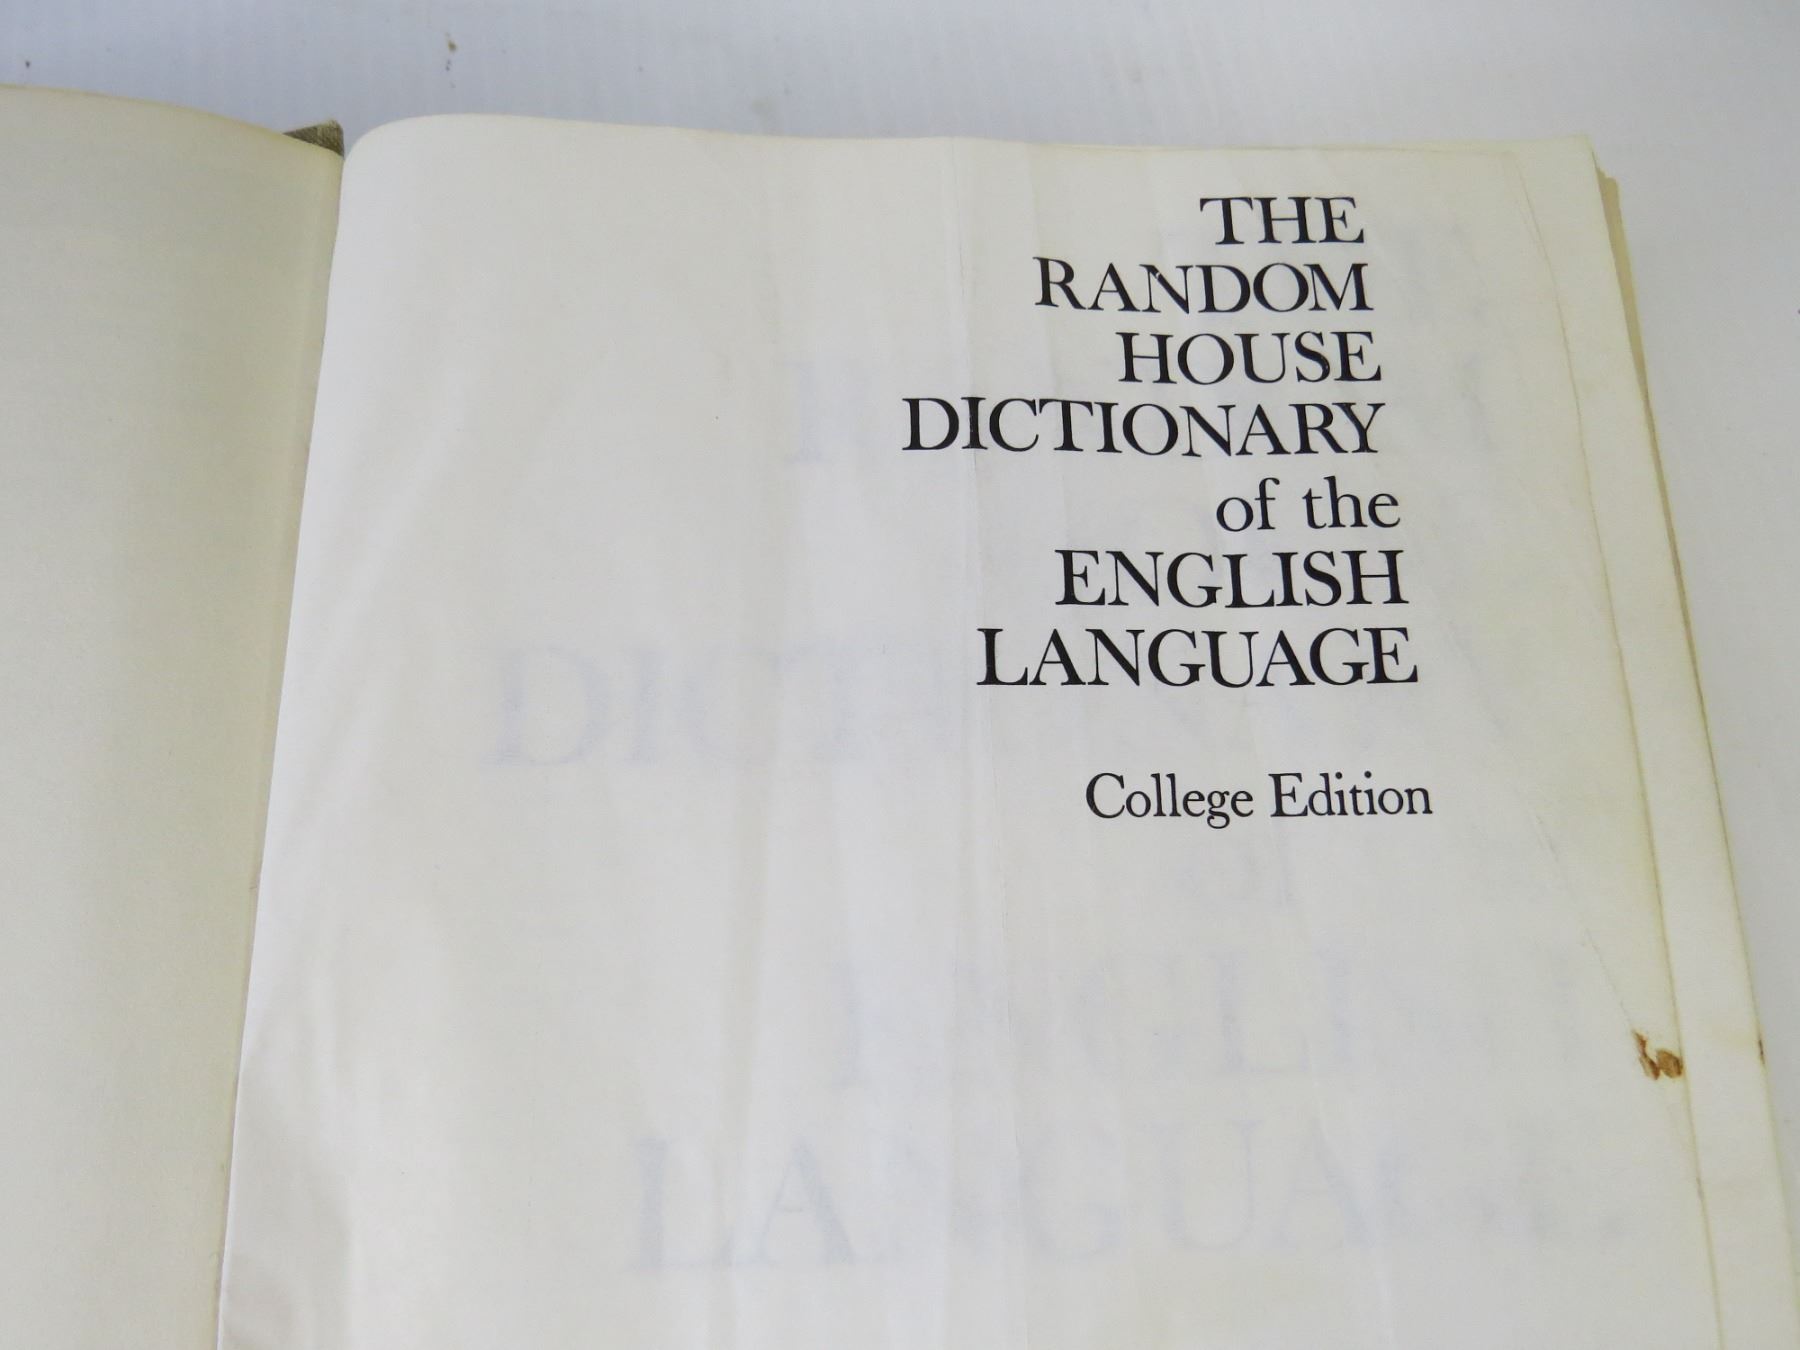 THE
RANDOM
HOUSE
DICTIONARY
of the
ENGLISH
LANGUAGE
College Edition